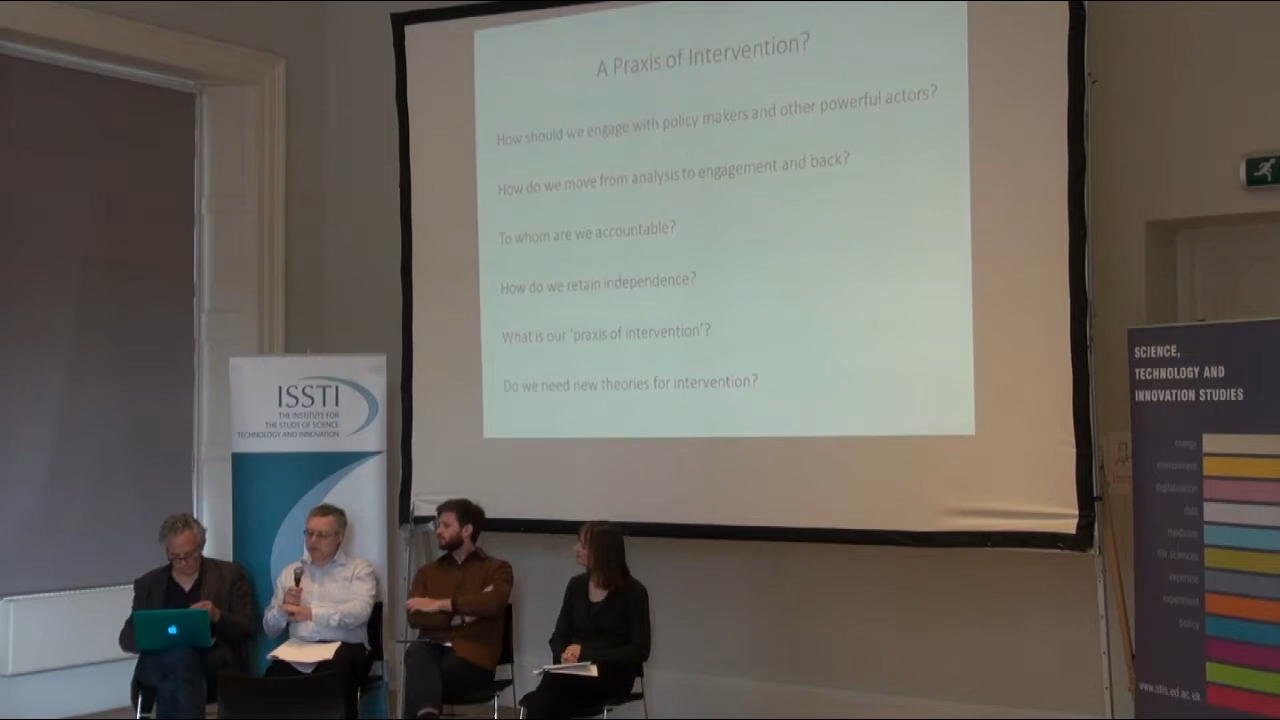 A Praxis of Intervention?
How should we engage with policy makers and other powerful actors?
How do we move from analysis to engagement and back?
To whom are we accountable?
How do we retain independence?
What is our ‘praxis of intervention’?
Do we need new theories for intervention?
ISSTI
THE INSTITUTE FOR
THE STUDY OF SCIENCE
TECHNOLOGY AND INNOVATION
SCIENCE,
TECHNOLOGY AND
INNOVATION STUDIES
energy
environment
digitalisation
data
medicine
life sciences
expertise
experiment
policy
www.stis.ed.ac.uk